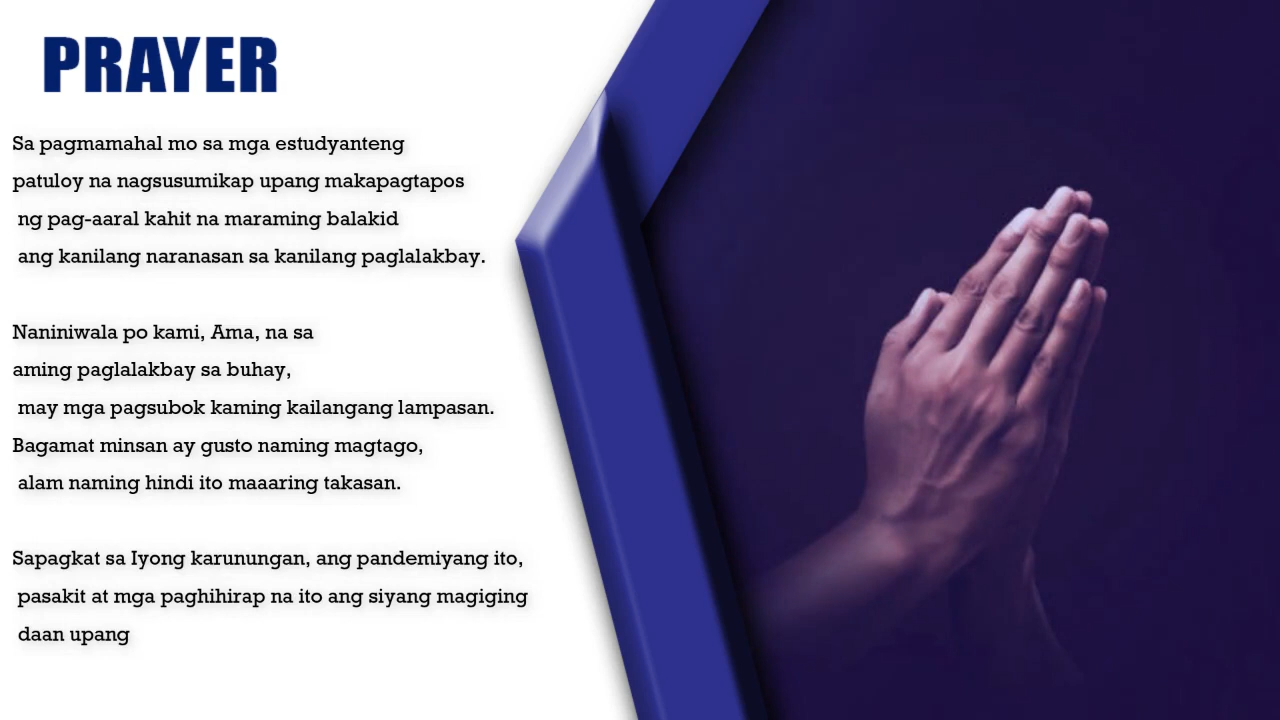 PRAYER
Sa pagmamahal mo sa mga estudyanteng
patuloy na nagsusumikap upang makapagtapos
ng pag-aaral kahit na maraming balakid
ang kanilang naranasan sa kanilang paglalakbay.
Naniniwala po kami, Ama, na sa
aming paglalakbay sa buhay,
may mga pagsubok kaming kailangang lampasan.
Bagamat minsan ay gusto naming magtago,
alam naming hindi ito maaaring takasan.
Sapagkat sa Iyong karunungan, ang pandemiyang ito,
pasakit at mga paghihirap na ito ang siyang magiging
daan upang